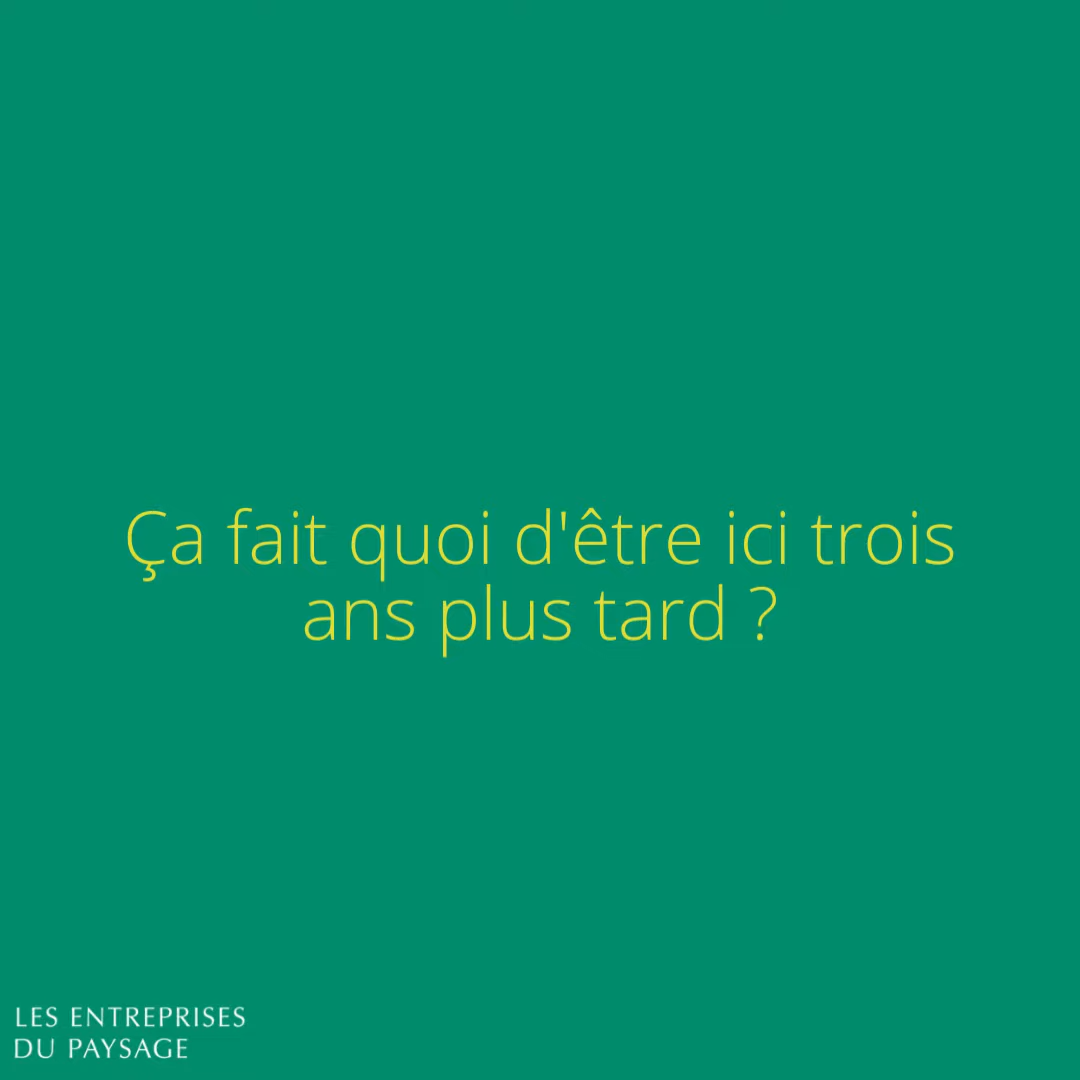 Ça fait quoi d'être ici trois
ans plus tard ?
LES ENTREPRISES
DU PAYSAGE